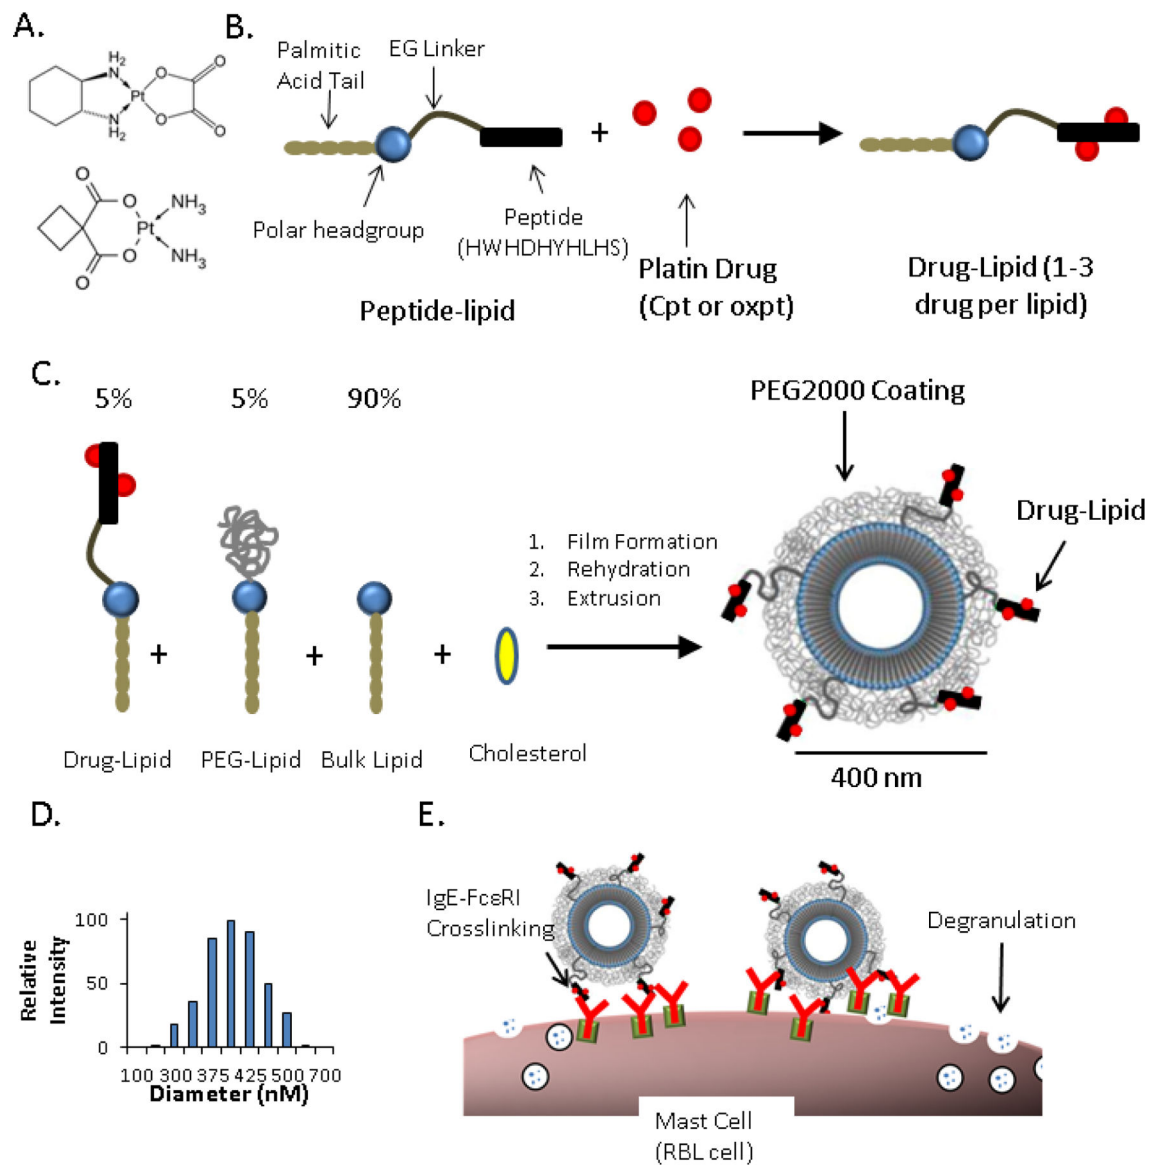 A.
NH₂
N
Pt
N
NH₂
O
O
O
O
O
O
O
O
Pt
NH₃
NH₃
B.
Palmitic
Acid Tail
EG Linker
+
Polar headgroup
Peptide
(HWHDHYHLHS)
Peptide-lipid
Platin Drug
(Cpt or oxpt)
Drug-Lipid (1-3
drug per lipid)
C.
5%
5%
90%
+
+
+
Drug-Lipid
PEG-Lipid
Bulk Lipid
Cholesterol
1. Film Formation
2. Rehydration
3. Extrusion
PEG2000 Coating
Drug-Lipid
400 nm
D.
Relative
Intensity
100
50
0
100 300 375 425 500 700
Diameter (nM)
E.
IgE-FcεRI
Crosslinking
Degranulation
Mast Cell
(RBL cell)